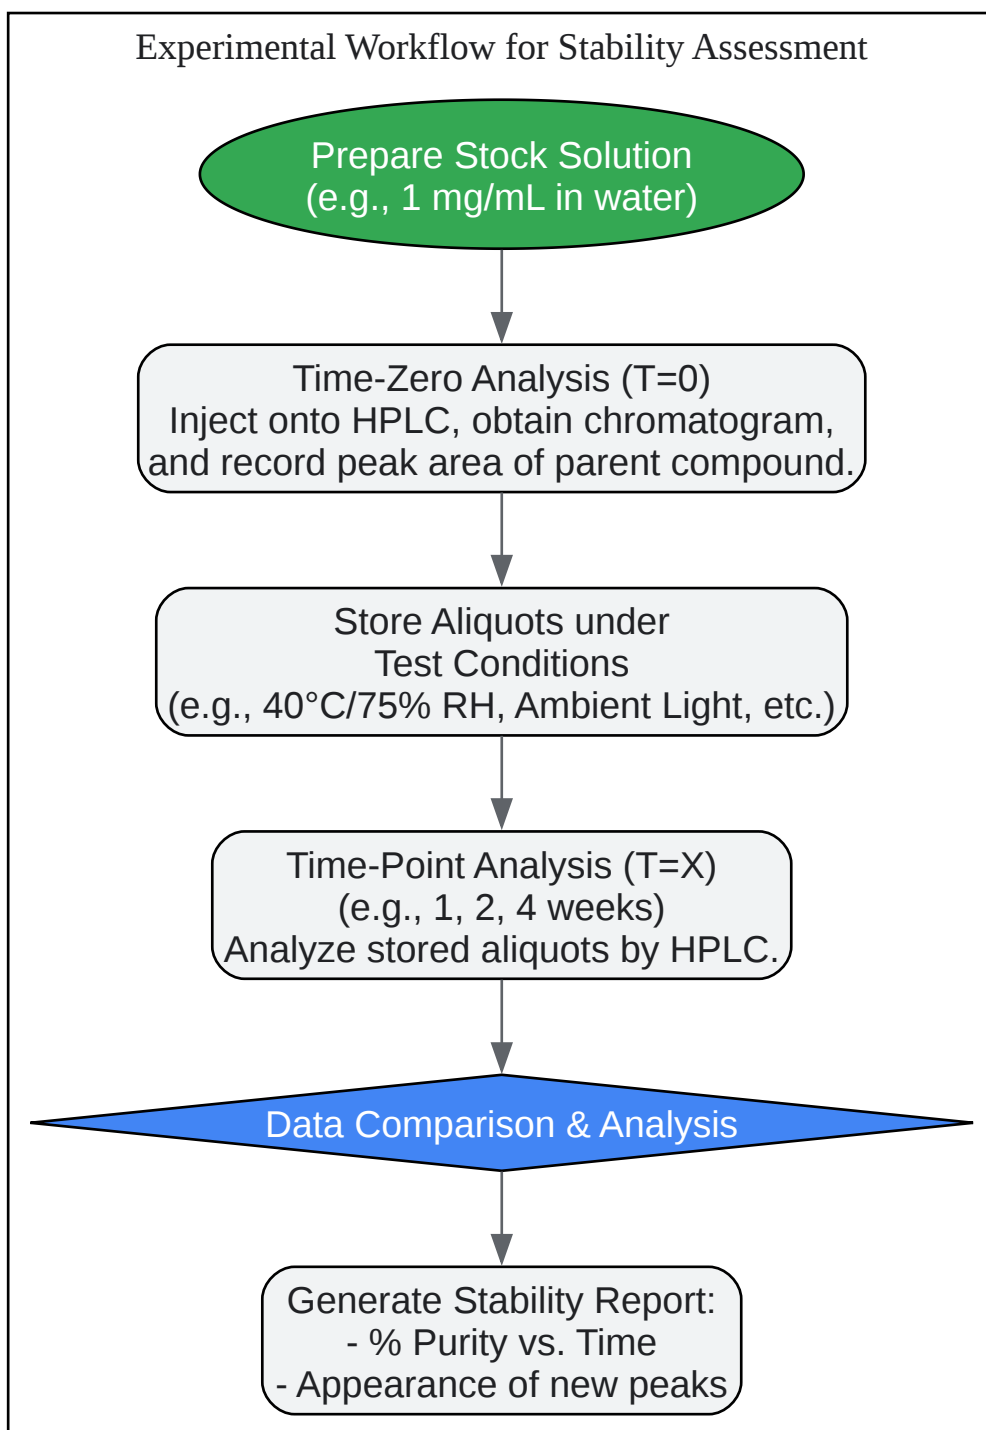 Experimental Workflow for Stability Assessment
Prepare Stock Solution
(e.g., 1 mg/mL in water)
Time-Zero Analysis (T=0)
Inject onto HPLC, obtain chromatogram,
and record peak area of parent compound.
Store Aliquots under
Test Conditions
(e.g., 40°C/75% RH, Ambient Light, etc.)
Time-Point Analysis (T=X)
(e.g., 1, 2, 4 weeks)
Analyze stored aliquots by HPLC.
Data Comparison & Analysis
Generate Stability Report:
- % Purity vs. Time
- Appearance of new peaks